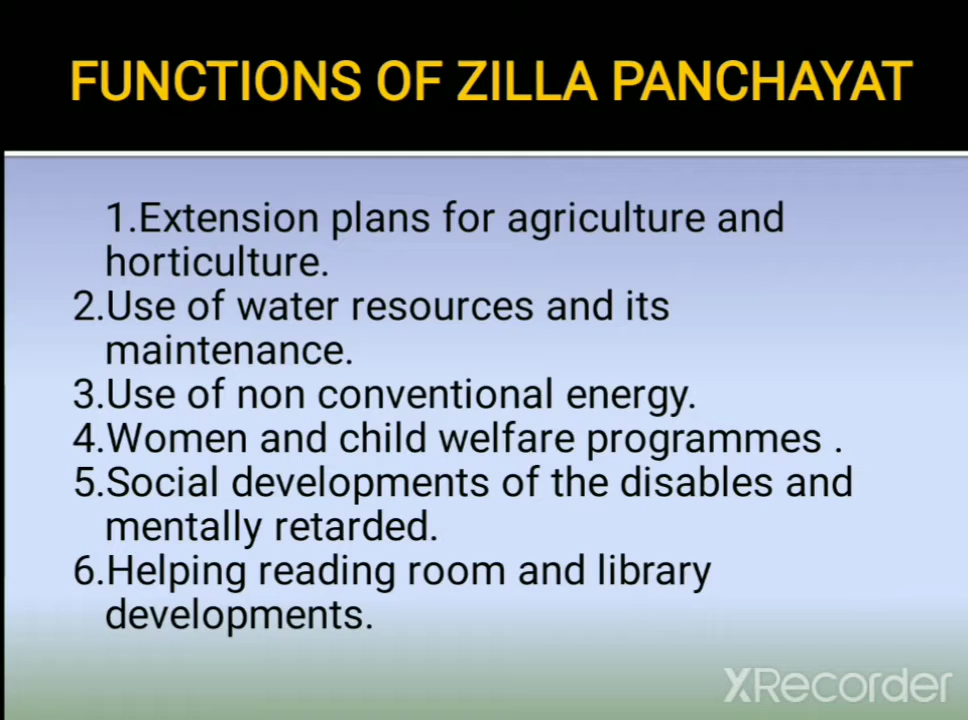 FUNCTIONS OF ZILLA PANCHAYAT
1.Extension plans for agriculture and
horticulture.
2.Use of water resources and its
maintenance.
3.Use of non conventional energy.
4.Women and child welfare programmes .
5.Social developments of the disables and
mentally retarded.
6.Helping reading room and library
developments.
XRecorder